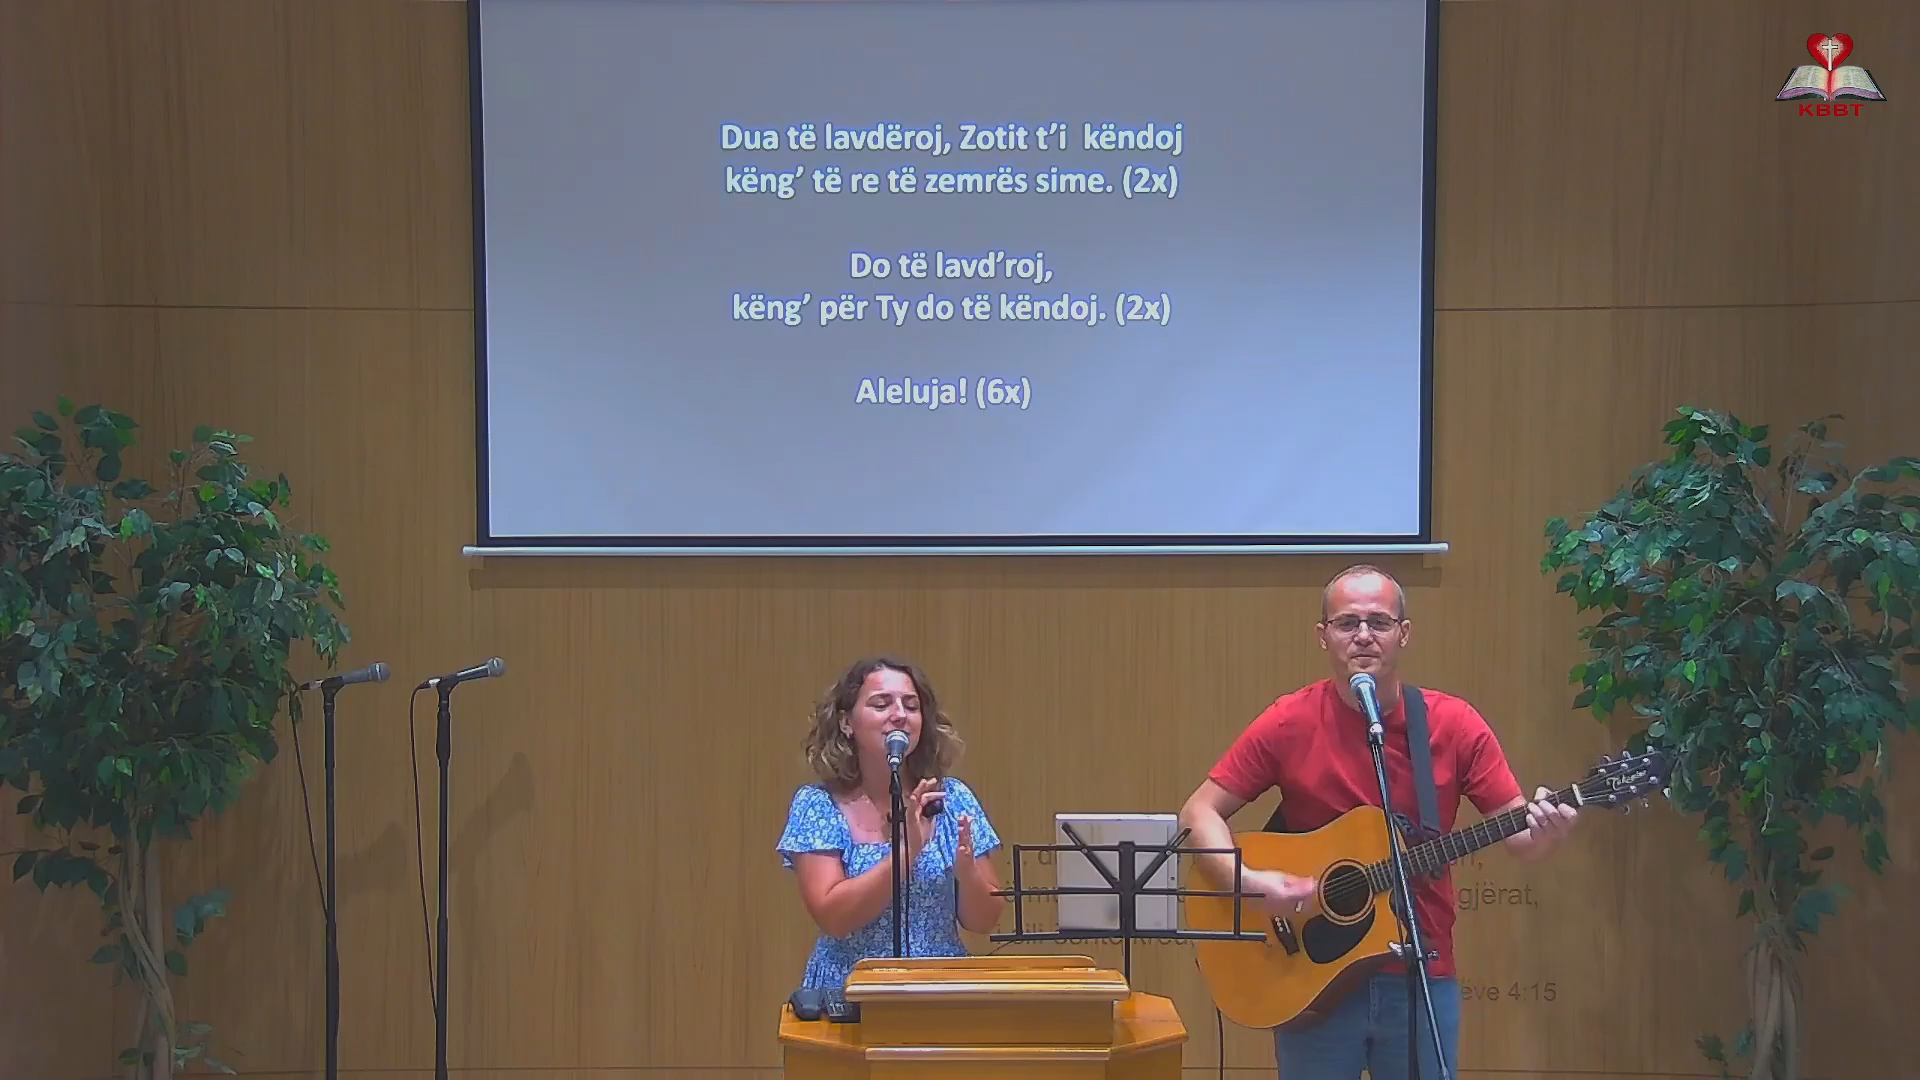 Dua të lavdëroj, Zotit t’i këndoj
këng’ të re të zemrës sime. (2x)
Do të lavd’roj,
këng’ për Ty do të këndoj. (2x)
Aleluja! (6x)
KBBT
Takamine
gjërat,
4:15